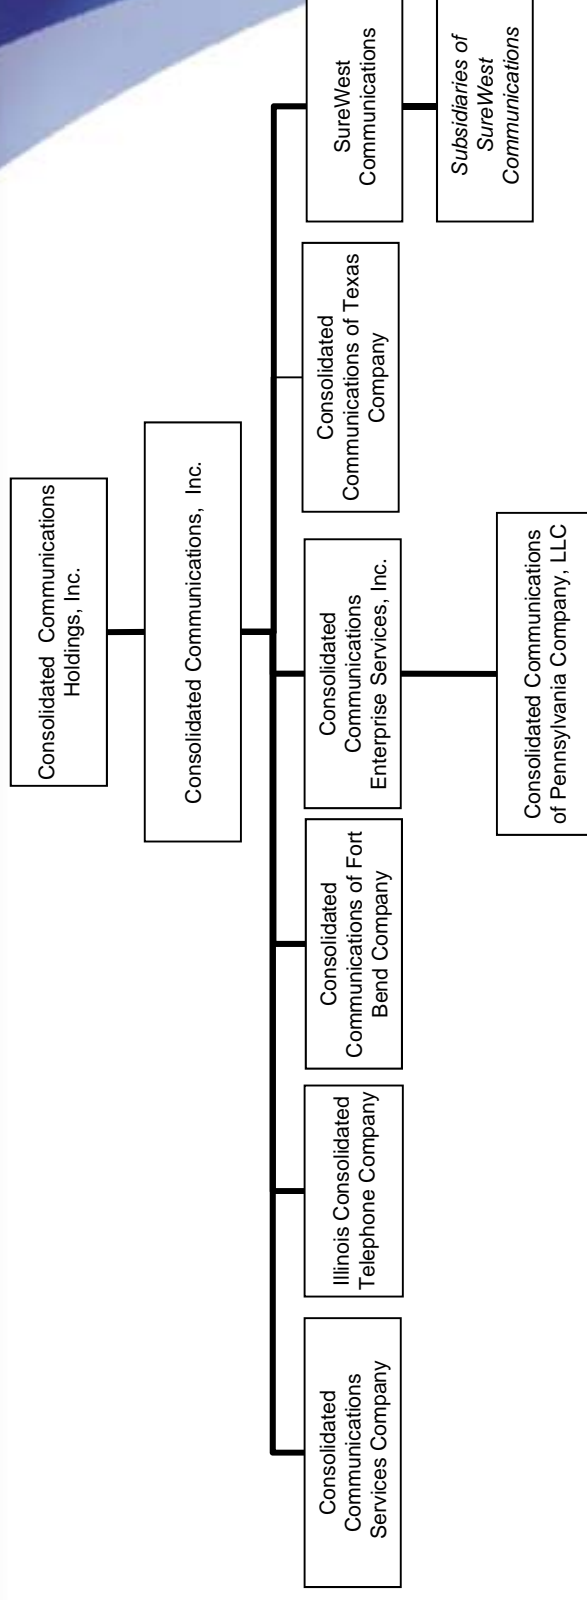 Consolidated Communications
Holdings, Inc.
Consolidated Communications, Inc.
Consolidated
Communications
Services Company
Illinois Consolidated
Telephone Company
Consolidated
Communications of Fort
Bend Company
Consolidated
Communications
Enterprise Services, Inc.
Consolidated
Communications of Texas
Company
SureWest
Communications
Consolidated Communications
of Pennsylvania Company, LLC
Subsidiaries of
SureWest
Communications